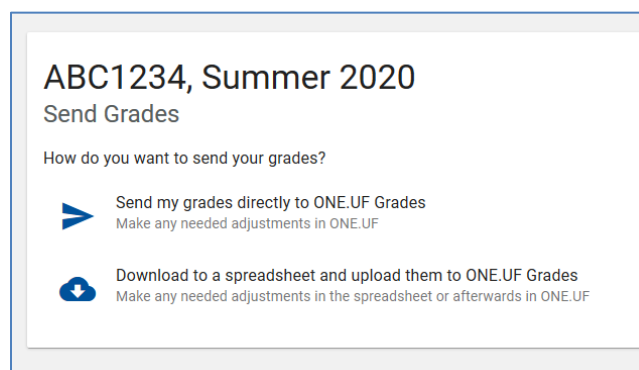 ABC1234, Summer 2020
Send Grades
How do you want to send your grades?
Send my grades directly to ONE.UF Grades
Make any needed adjustments in ONE.UF
Download to a spreadsheet and upload them to ONE.UF Grades
Make any needed adjustments in the spreadsheet or afterwards in ONE.UF